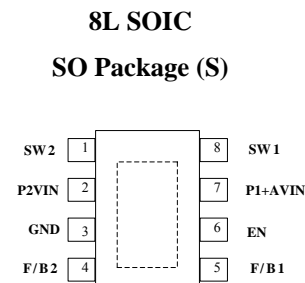 8L SOIC
SO Package (S)
SW2 1 8 SW1
P2VIN 2 7 P1+AVIN
GND 3 6 EN
F/B2 4 5 F/B1